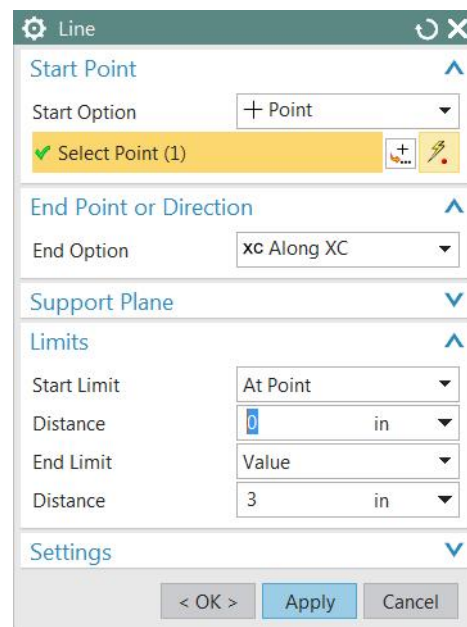 Line
Start Point
Start Option + Point
Select Point (1)
End Point or Direction
End Option XC Along XC
Support Plane
Limits
Start Limit At Point
Distance 0 in
End Limit Value
Distance 3 in
Settings
< OK > Apply Cancel